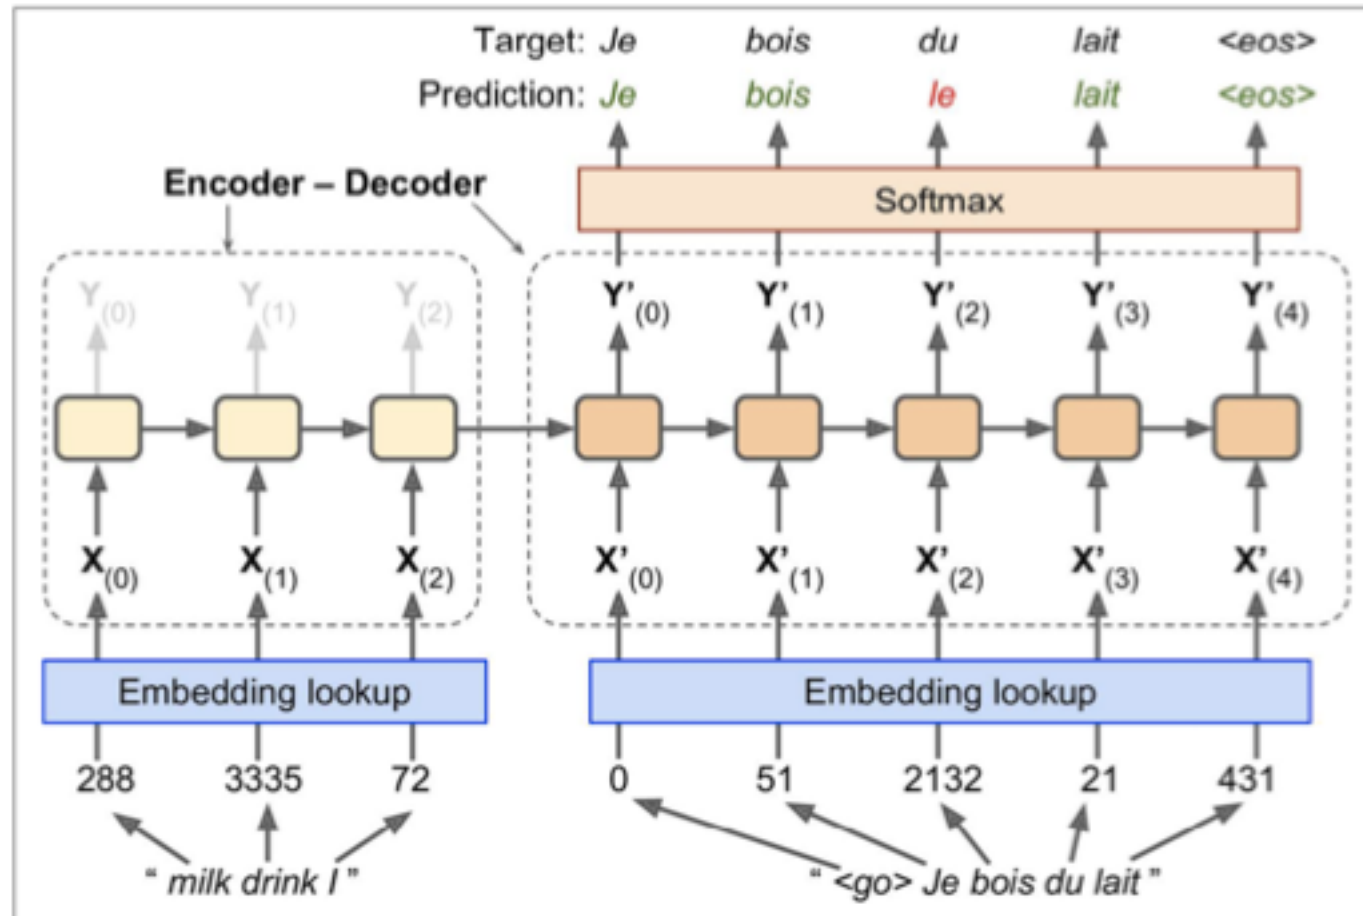 Target: Je bois du lait <eos>
Prediction: Je bois le lait <eos>
Encoder – Decoder
Softmax
Y(0) Y(1) Y(2) Y'(0) Y'(1) Y'(2) Y'(3) Y'(4)
X(0) X(1) X(2) X'(0) X'(1) X'(2) X'(3) X'(4)
Embedding lookup Embedding lookup
288 3335 72 0 51 2132 21 431
“ milk drink I ” “ <go> Je bois du lait ”